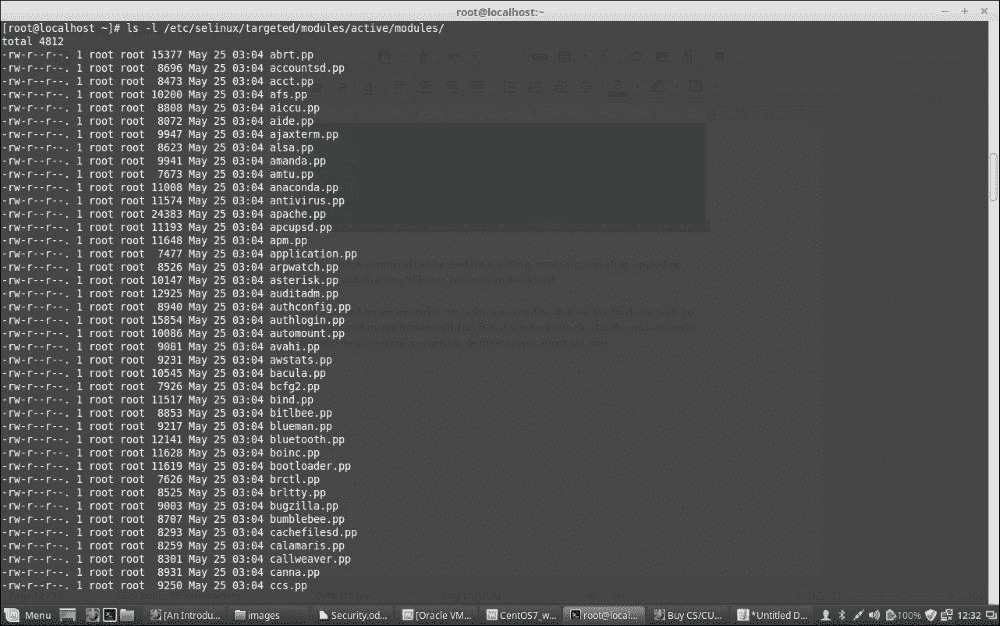 root@localhost:~
[root@localhost ~]# ls -l /etc/selinux/targeted/modules/active/modules/
total 4812
-rw-r--r--. 1 root root 15377 May 25 03:04 abrt.pp
-rw-r--r--. 1 root root  8696 May 25 03:04 accountsd.pp
-rw-r--r--. 1 root root  8473 May 25 03:04 acct.pp
-rw-r--r--. 1 root root 10200 May 25 03:04 afs.pp
-rw-r--r--. 1 root root  8808 May 25 03:04 aiccu.pp
-rw-r--r--. 1 root root  8072 May 25 03:04 aide.pp
-rw-r--r--. 1 root root  9947 May 25 03:04 ajaxterm.pp
-rw-r--r--. 1 root root  8623 May 25 03:04 alsa.pp
-rw-r--r--. 1 root root  9941 May 25 03:04 amanda.pp
-rw-r--r--. 1 root root  7673 May 25 03:04 amtu.pp
-rw-r--r--. 1 root root 11008 May 25 03:04 anaconda.pp
-rw-r--r--. 1 root root 11574 May 25 03:04 antivirus.pp
-rw-r--r--. 1 root root 24383 May 25 03:04 apache.pp
-rw-r--r--. 1 root root 11193 May 25 03:04 apcupsd.pp
-rw-r--r--. 1 root root 11648 May 25 03:04 apm.pp
-rw-r--r--. 1 root root  7477 May 25 03:04 application.pp
-rw-r--r--. 1 root root  8526 May 25 03:04 arpwatch.pp
-rw-r--r--. 1 root root 10147 May 25 03:04 asterisk.pp
-rw-r--r--. 1 root root 12925 May 25 03:04 auditadm.pp
-rw-r--r--. 1 root root  8940 May 25 03:04 authconfig.pp
-rw-r--r--. 1 root root 15854 May 25 03:04 authlogin.pp
-rw-r--r--. 1 root root 10086 May 25 03:04 automount.pp
-rw-r--r--. 1 root root  9081 May 25 03:04 avahi.pp
-rw-r--r--. 1 root root  9231 May 25 03:04 awstats.pp
-rw-r--r--. 1 root root 10545 May 25 03:04 bacula.pp
-rw-r--r--. 1 root root  7926 May 25 03:04 bcfg2.pp
-rw-r--r--. 1 root root 11517 May 25 03:04 bind.pp
-rw-r--r--. 1 root root  8853 May 25 03:04 bitlbee.pp
-rw-r--r--. 1 root root  9217 May 25 03:04 blueman.pp
-rw-r--r--. 1 root root 12141 May 25 03:04 bluetooth.pp
-rw-r--r--. 1 root root 11628 May 25 03:04 boinc.pp
-rw-r--r--. 1 root root 11619 May 25 03:04 bootloader.pp
-rw-r--r--. 1 root root  7626 May 25 03:04 brctl.pp
-rw-r--r--. 1 root root  8525 May 25 03:04 brltty.pp
-rw-r--r--. 1 root root  9003 May 25 03:04 bugzilla.pp
-rw-r--r--. 1 root root  8707 May 25 03:04 bumblebee.pp
-rw-r--r--. 1 root root  8293 May 25 03:04 cachefilesd.pp
-rw-r--r--. 1 root root  8259 May 25 03:04 calamaris.pp
-rw-r--r--. 1 root root  8301 May 25 03:04 callweaver.pp
-rw-r--r--. 1 root root  8931 May 25 03:04 canna.pp
-rw-r--r--. 1 root root  9250 May 25 03:04 ccs.pp
Menu [An Introdu... images Security.od... [Oracle VM... CentOS7_w... root@local... Buy CS/CU... *Untitled D... 100% 12:32